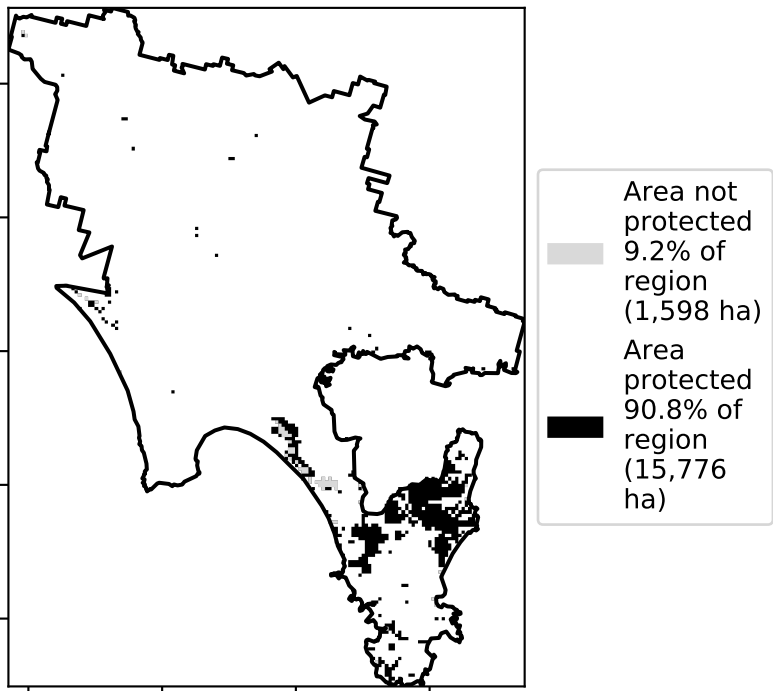 Area not
protected
9.2% of
region
(1,598 ha)
Area
protected
90.8% of
region
(15,776
ha)